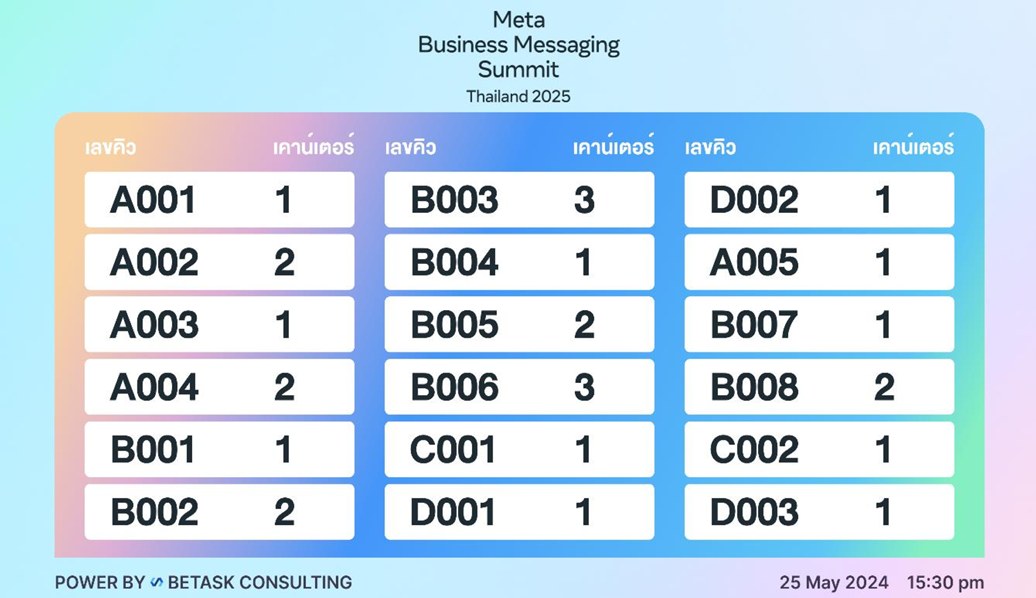 Meta
Business Messaging
Summit
Thailand 2025
เลขคิว เคาน์เตอร์ เลขคิว เคาน์เตอร์ เลขคิว เคาน์เตอร์
A001 1 B003 3 D002 1
A002 2 B004 1 A005 1
A003 1 B005 2 B007 1
A004 2 B006 3 B008 2
B001 1 C001 1 C002 1
B002 2 D001 1 D003 1
POWER BY BETASK CONSULTING 25 May 2024 15:30 pm